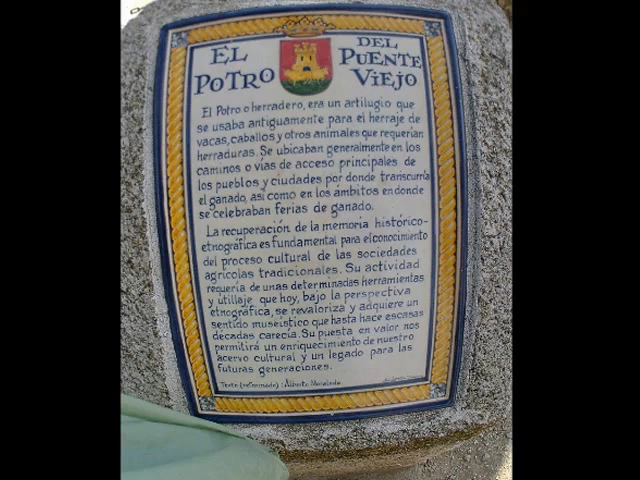 EL POTRO DEL PUENTE VIEJO
El Potro o herradero, era un artilugio que
se usaba antiguamente para el herraje de
vacas, caballos y otros animales que requerían
herraduras. Se ubicaban generalmente en los
caminos o vías de acceso principales de
los pueblos y ciudades por donde transcurría
el ganado, así como en los ámbitos en donde
se celebraban ferias de ganado.
La recuperación de la memoria histórico-
etnográfica es fundamental para el conocimiento
del proceso cultural de las sociedades
agrícolas tradicionales. Su actividad
requería de unas determinadas herramientas
y utillaje que hoy, bajo la perspectiva
etnográfica, se revaloriza y adquiere un
sentido museístico que hasta hace escasas
décadas carecía. Su puesta en valor nos
permitirá un enriquecimiento de nuestro
acervo cultural y un legado para las
futuras generaciones.
Texto (reformado): Alberto